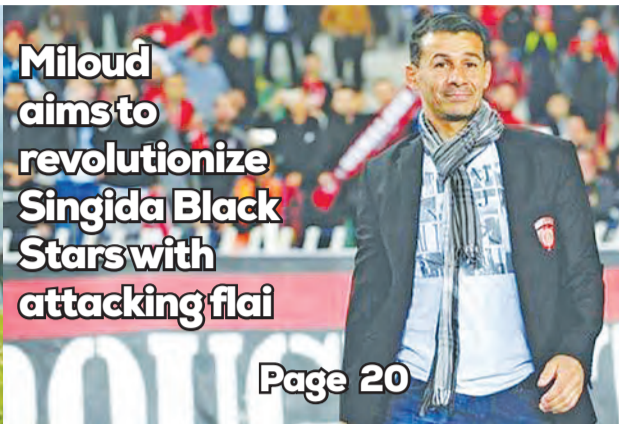 Miloud
aims to
revolutionize
Singida Black
Stars with
attacking flai
Page 20